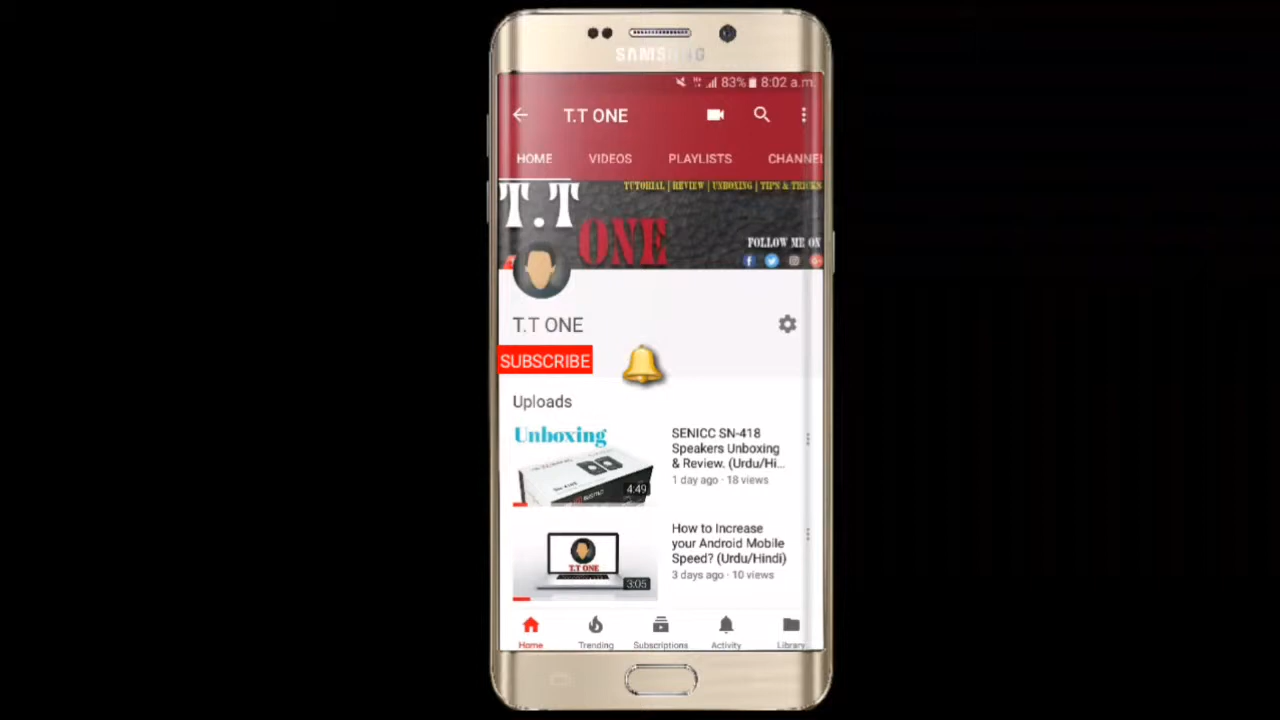 SAMSUNG
83% 8:02 a.m.
T.T ONE
HOME VIDEOS PLAYLISTS CHANNEL
TUTORIAL | REVIEW | UNBOXING | TIPS & TRICKS
T.T
ONE
FOLLOW ME ON
T.T ONE
SUBSCRIBE
Uploads
Unboxing
4:49
SENICC SN-418
Speakers Unboxing
& Review. (Urdu/Hi...
1 day ago · 18 views
T.T ONE
3:05
How to Increase
your Android Mobile
Speed? (Urdu/Hindi)
3 days ago · 10 views
Home Trending Subscriptions Activity Library